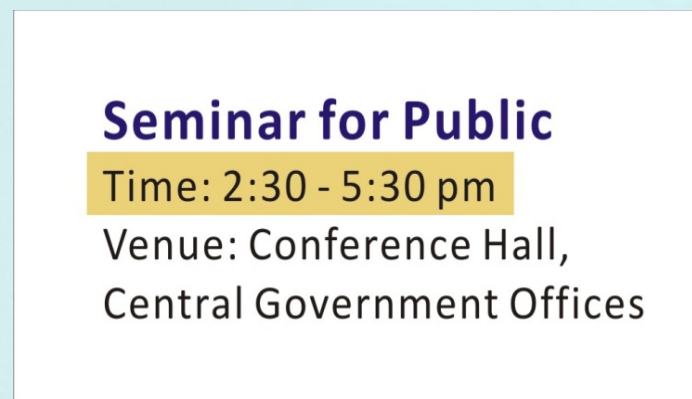 Seminar for Public
Time: 2:30 - 5:30 pm
Venue: Conference Hall,
Central Government Offices